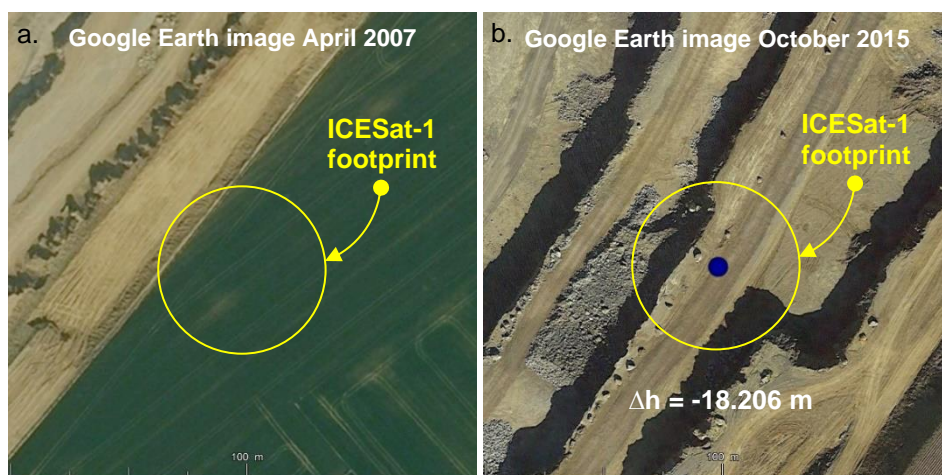 a.
Google Earth image April 2007
ICESat-1
footprint
100 m
b.
Google Earth image October 2015
ICESat-1
footprint
Δh = -18.206 m
100 m